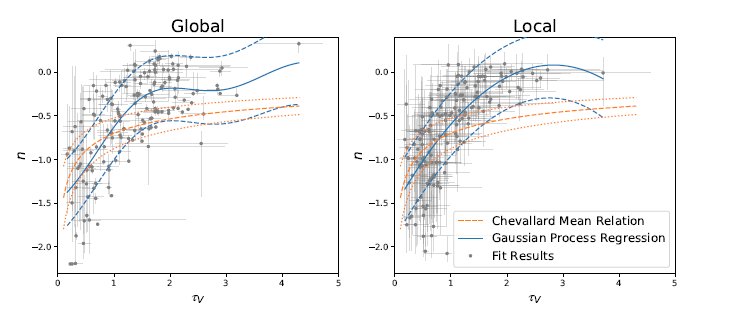 Global
Local
0.0
−0.5
−1.0
−1.5
−2.0
n
0
1
2
3
4
5
τV
0.0
−0.5
−1.0
−1.5
−2.0
n
0
1
2
3
4
5
τV
Chevallard Mean Relation
Gaussian Process Regression
Fit Results